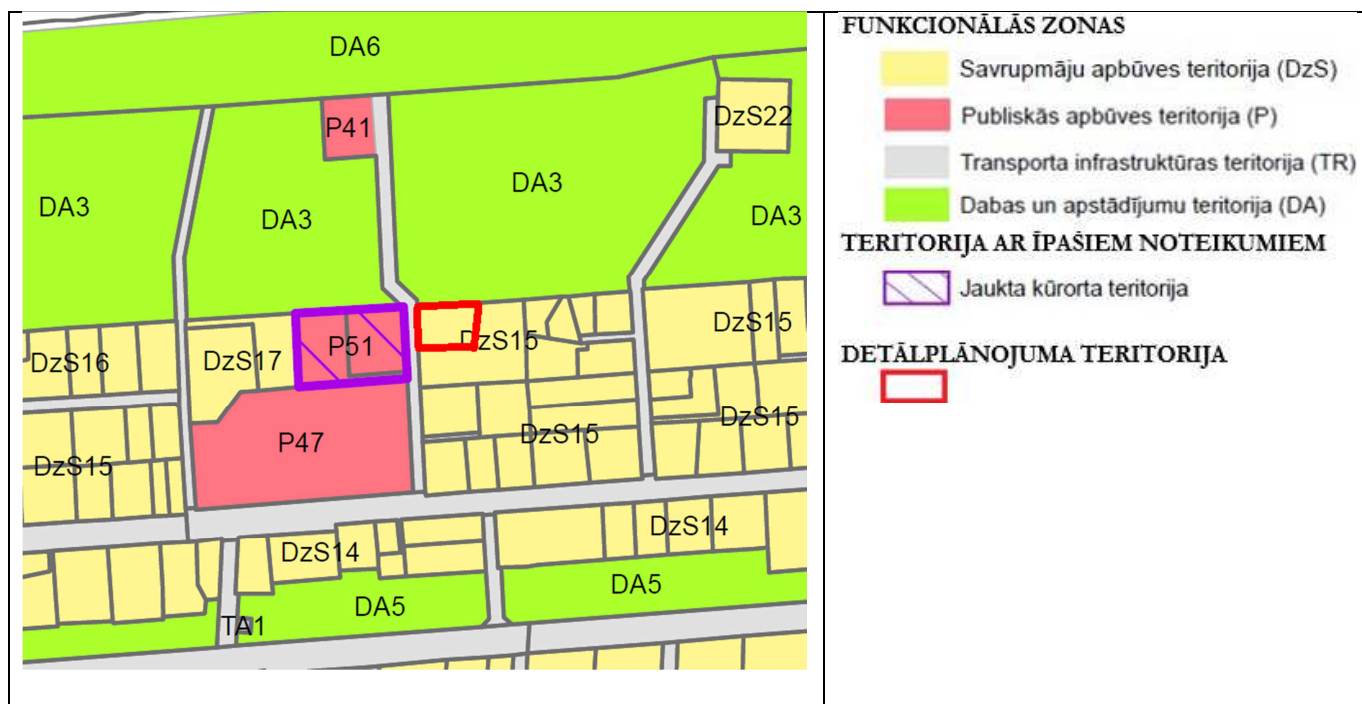 DA6
P41
DzS22
DA3
DA3
DA3
DA3
DzS16
DzS17
P51
DzS15
DzS15
P47
DzS15
DzS15
DzS15
DzS14
DzS14
DA5
DA5
TA1
FUNKCIONĀLĀS ZONAS
Savrupmāju apbūves teritorija (DzS)
Publiskās apbūves teritorija (P)
Transporta infrastruktūras teritorija (TR)
Dabas un apstādījumu teritorija (DA)
TERITORIJA AR ĪPAŠIEM NOTEIKUMIEM
Jaukta kūrorta teritorija
DETĀLPLĀNOJUMA TERITORIJA